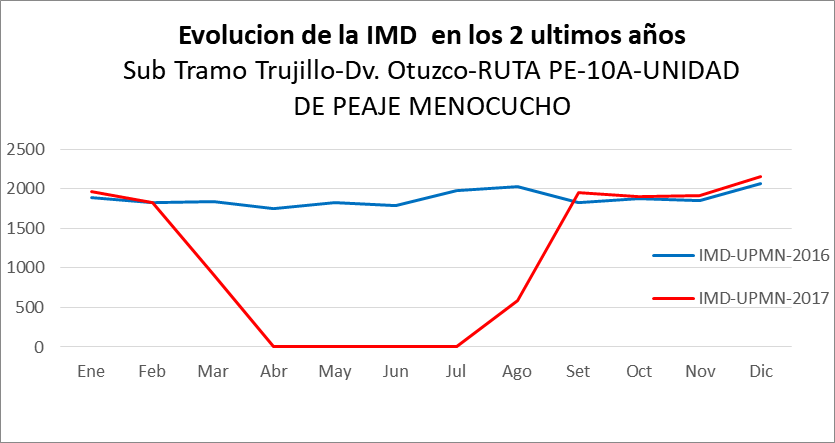 Evolucion de la IMD  en los 2 ultimos años
Sub Tramo Trujillo-Dv. Otuzco-RUTA PE-10A-UNIDAD
DE PEAJE MENOCUCHO
2500
2000
1500
1000
500
0
IMD-UPMN-2016
IMD-UPMN-2017
Ene Feb Mar Abr May Jun Jul Ago Set Oct Nov Dic